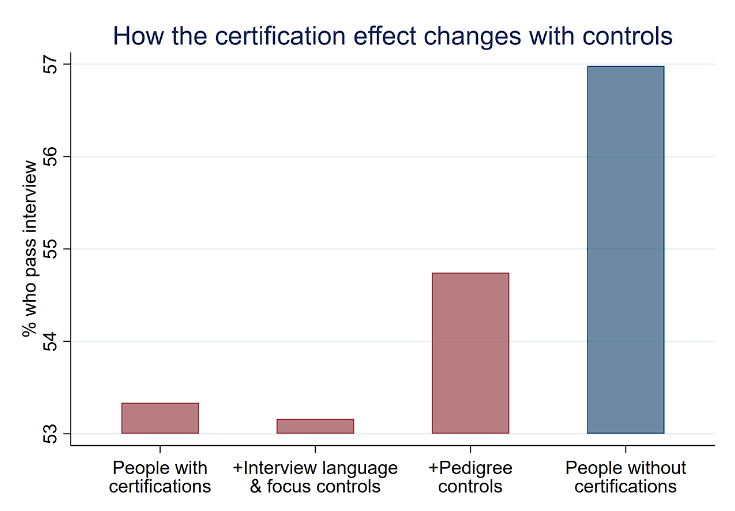 How the certification effect changes with controls
% who pass interview
57
56
55
54
53
People with
certifications
+Interview language
& focus controls
+Pedigree
controls
People without
certifications